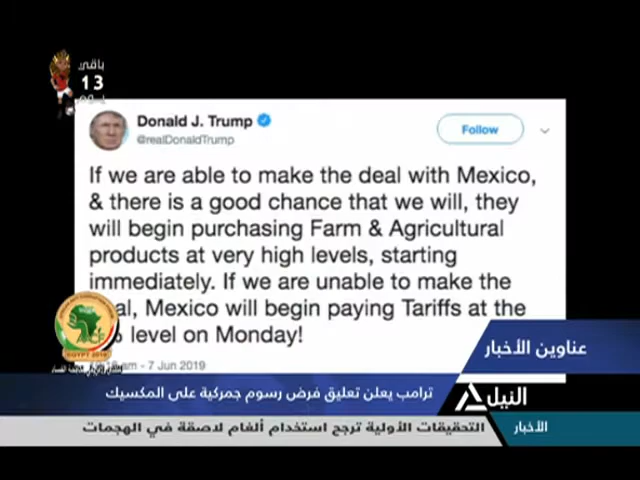 باقي
13
يوم
Donald J. Trump
@realDonaldTrump
Follow
If we are able to make the deal with Mexico,
& there is a good chance that we will, they
will begin purchasing Farm & Agricultural
products at very high levels, starting
immediately. If we are unable to make the
Mexico will begin paying Tariffs at the
level on Monday!
am - 7 Jun 2019
EGYPT 2019
عناوين الأخبار
ترامب يعلن تعليق فرض رسوم جمركية على المكسيك
النيل
التحقيقات الأولية ترجح استخدام ألغام لاصقة في الهجمات
الأخبار